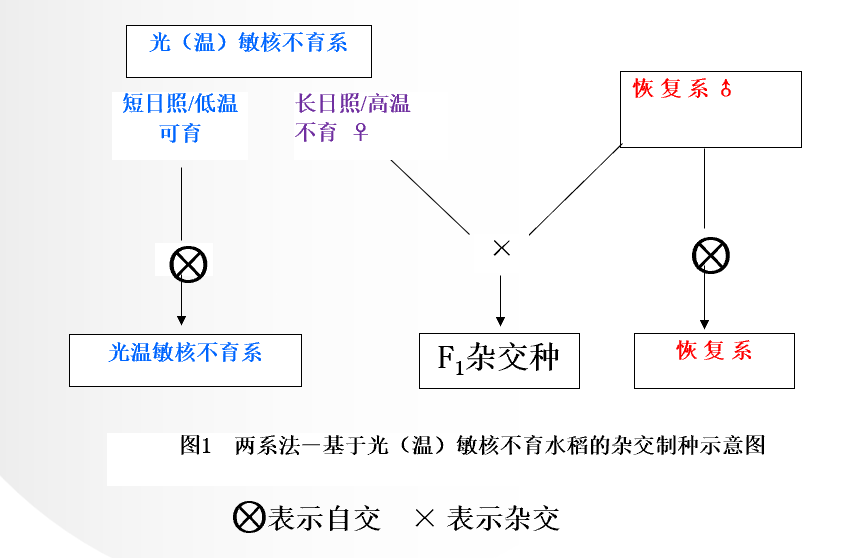 光（温）敏核不育系
短日照/低温
可育
长日照/高温
不育 ♀
恢复系♂
×
光温敏核不育系
F₁杂交种
恢复系
图1 两系法—基于光（温）敏核不育水稻的杂交制种示意图
⊗表示自交 × 表示杂交